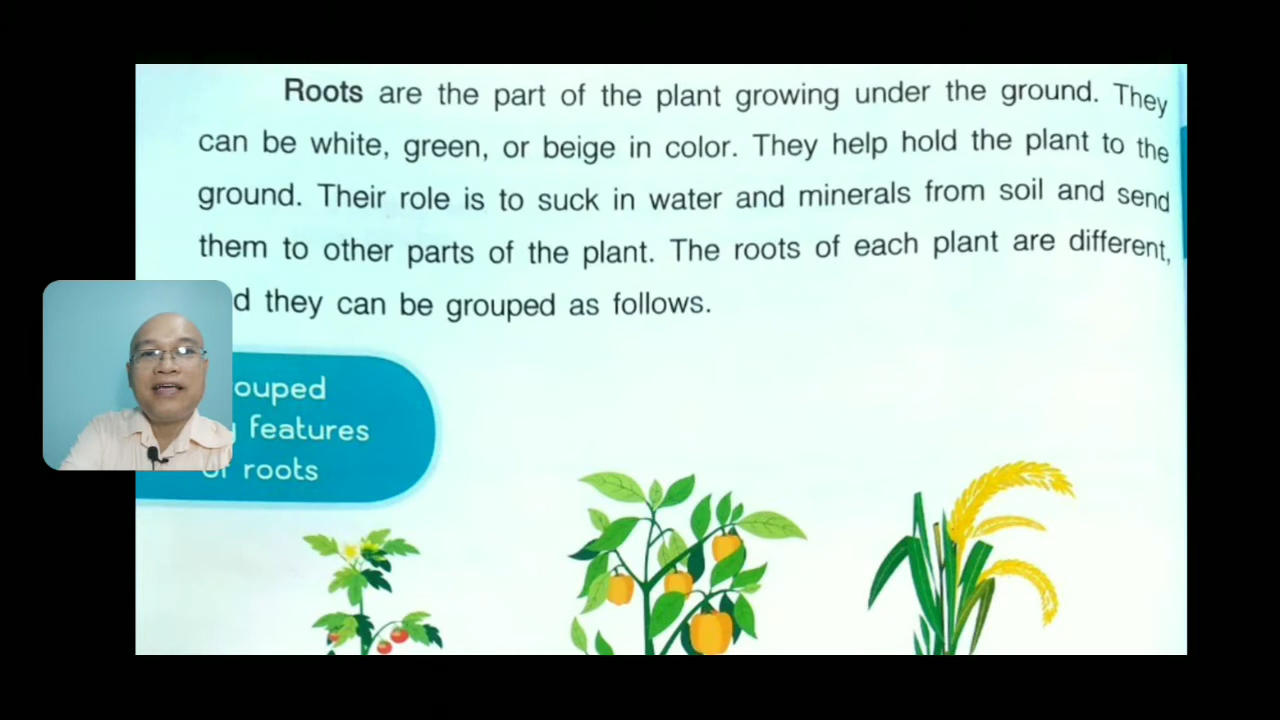 Roots are the part of the plant growing under the ground. They
can be white, green, or beige in color. They help hold the plant to the
ground. Their role is to suck in water and minerals from soil and send
them to other parts of the plant. The roots of each plant are different,
they can be grouped as follows.
features
of roots